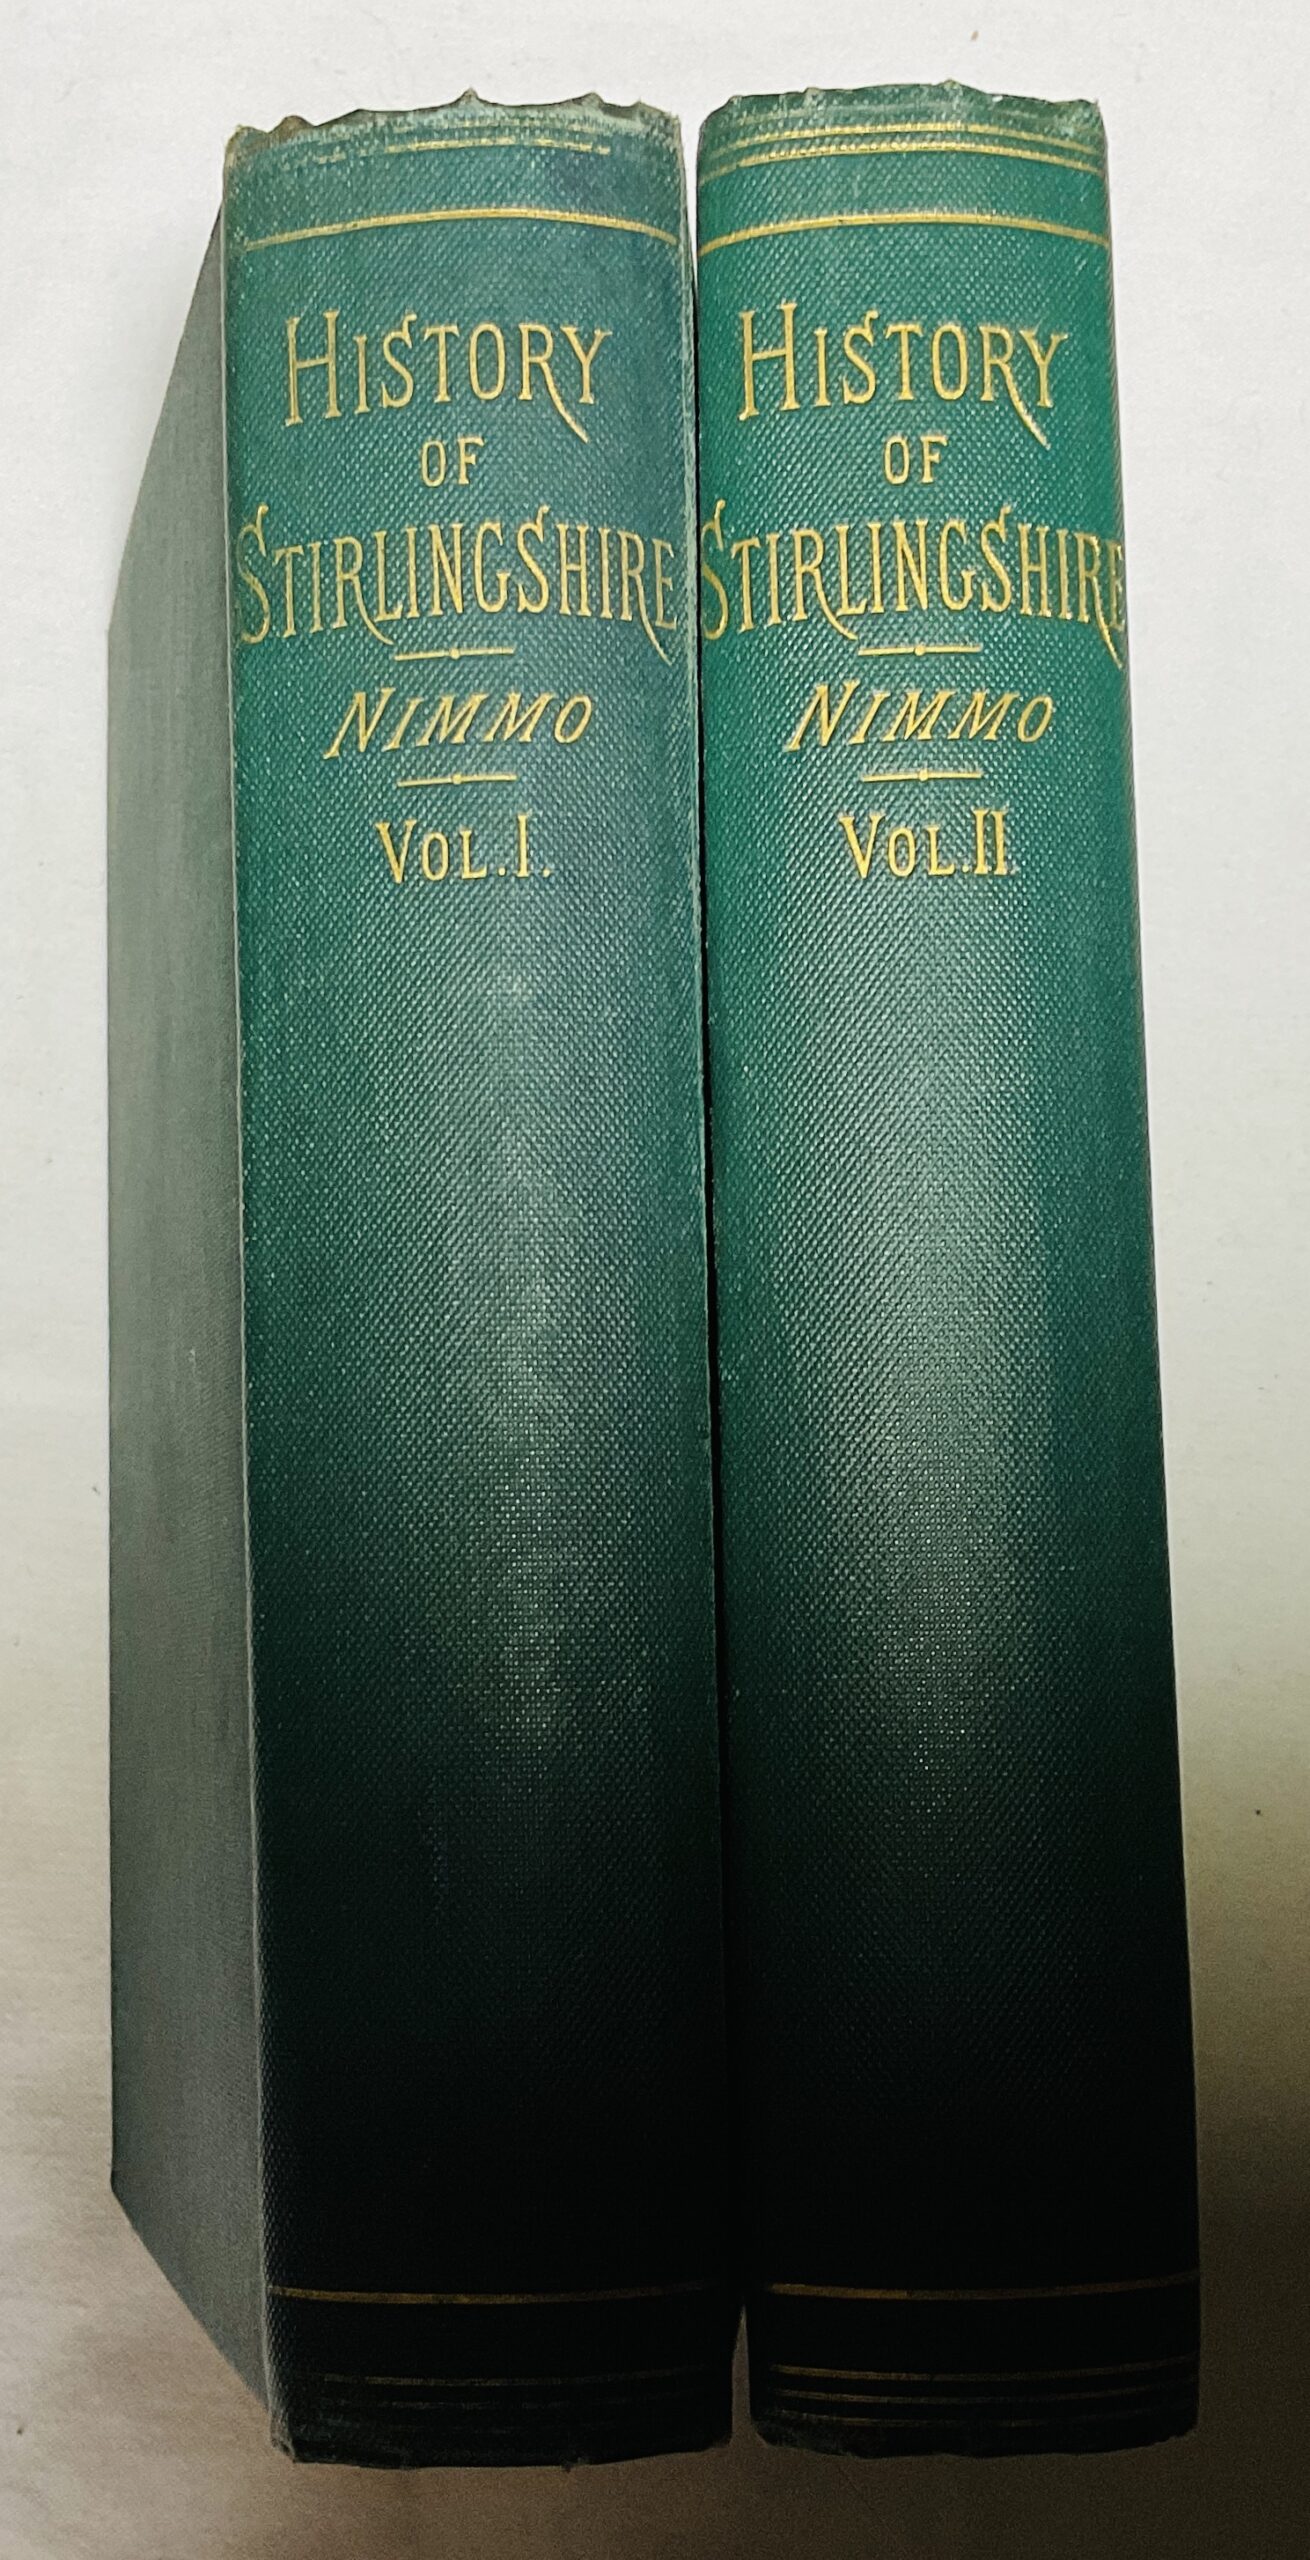 HISTORY
OF
STIRLINGSHIRE
NIMMO
VOL. I.
HISTORY
OF
STIRLINGSHIRE
NIMMO
VOL. II.